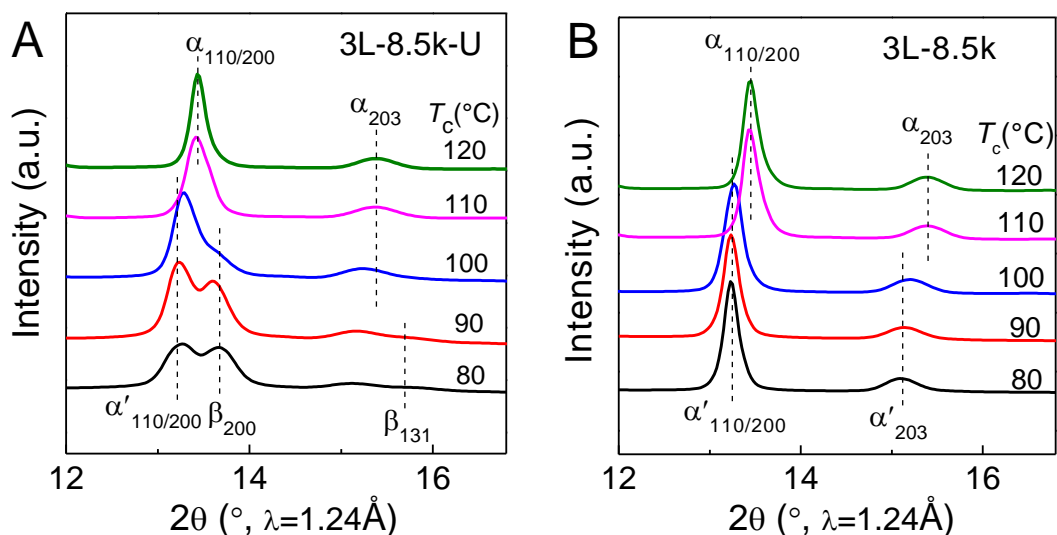 A
3L-8.5k-U
α110/200
α203
Tc(°C)
120
110
100
90
80
α′110/200
β200
β131
Intensity (a.u.)
12
14
16
2θ (°, λ=1.24Å)
B
3L-8.5k
α110/200
α203
Tc(°C)
120
110
100
90
80
α′110/200
α′203
Intensity (a.u.)
12
14
16
2θ (°, λ=1.24Å)